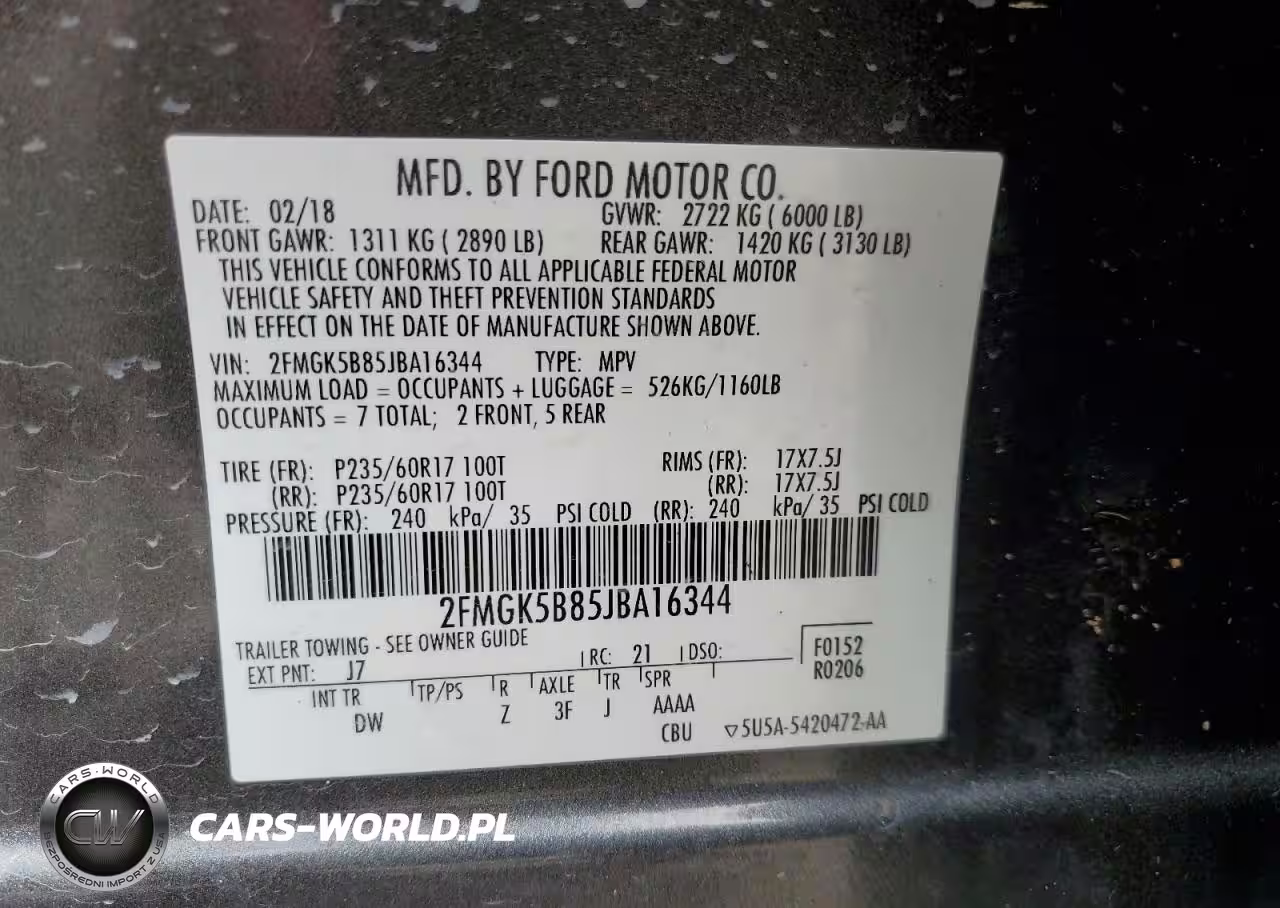 MFD. BY FORD MOTOR CO.
DATE: 02/18 GVWR: 2722 KG ( 6000 LB)
FRONT GAWR: 1311 KG ( 2890 LB) REAR GAWR: 1420 KG ( 3130 LB)
THIS VEHICLE CONFORMS TO ALL APPLICABLE FEDERAL MOTOR
VEHICLE SAFETY AND THEFT PREVENTION STANDARDS
IN EFFECT ON THE DATE OF MANUFACTURE SHOWN ABOVE.
VIN: 2FMGK5B85JBA16344 TYPE: MPV
MAXIMUM LOAD = OCCUPANTS + LUGGAGE = 526KG/1160LB
OCCUPANTS = 7 TOTAL; 2 FRONT, 5 REAR
TIRE (FR): P235/60R17 100T RIMS (FR): 17X7.5J
(RR): P235/60R17 100T (RR): 17X7.5J
PRESSURE (FR): 240 kPa/ 35 PSI COLD (RR): 240 kPa/ 35 PSI COLD
2FMGK5B85JBA16344
TRAILER TOWING - SEE OWNER GUIDE
EXT PNT: J7 RC: 21 DSO: F0152
R0206
INT TR TP/PS R AXLE TR SPR
DW Z 3F J AAAA
CBU ▽5U5A-5420472-AA
CARS-WORLD
CW
BEZPOŚREDNI IMPORT Z USA
CARS-WORLD.PL